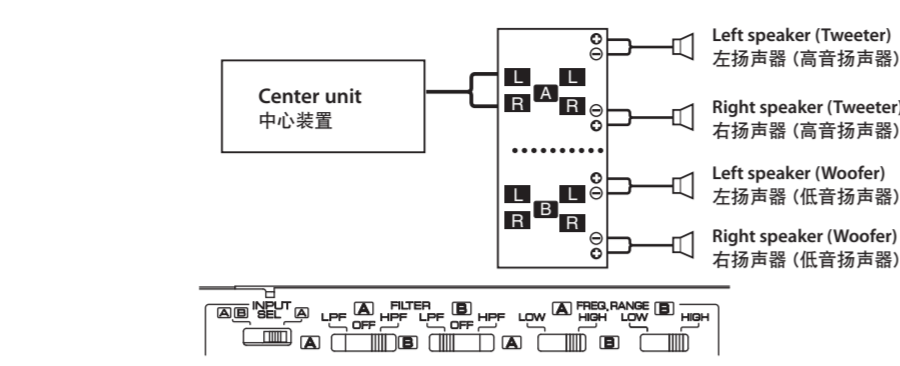 Left speaker (Tweeter)
左扬声器 (高音扬声器)
Center unit
中心装置
L L
A
R R
Right speaker (Tweeter)
右扬声器 (高音扬声器)
Left speaker (Woofer)
左扬声器 (低音扬声器)
L L
B
R R
Right speaker (Woofer)
右扬声器 (低音扬声器)
A B INPUT SEL A
A FILTER B
LPF OFF HPF LPF OFF HPF
A FREQ. RANGE B
LOW HIGH LOW HIGH
A B A B